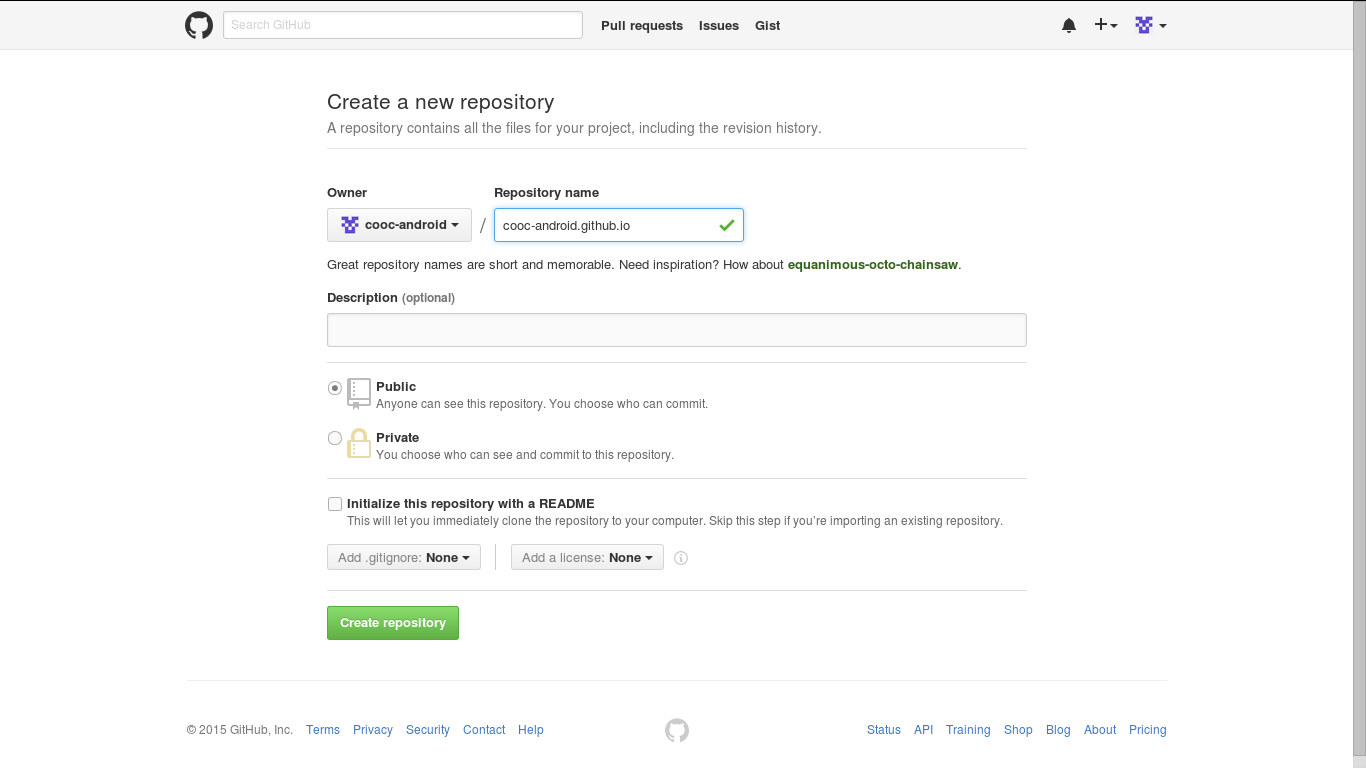 Search GitHub Pull requests Issues Gist
Create a new repository
A repository contains all the files for your project, including the revision history.
Owner Repository name
cooc-android / cooc-android.github.io
Great repository names are short and memorable. Need inspiration? How about equanimous-octo-chainsaw.
Description (optional)
Public
Anyone can see this repository. You choose who can commit.
Private
You choose who can see and commit to this repository.
Initialize this repository with a README
This will let you immediately clone the repository to your computer. Skip this step if you’re importing an existing repository.
Add .gitignore: None Add a license: None
Create repository
© 2015 GitHub, Inc. Terms Privacy Security Contact Help Status API Training Shop Blog About Pricing